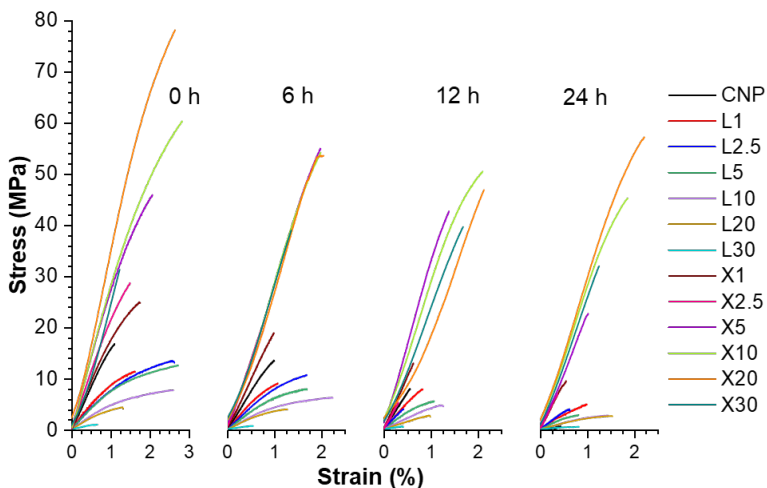 80
70
60
50
40
30
20
10
0
Stress (MPa)
0 h
6 h
12 h
24 h
0 1 2 3
0 1 2
0 1 2
0 1 2
Strain (%)
CNP
L1
L2.5
L5
L10
L20
L30
X1
X2.5
X5
X10
X20
X30